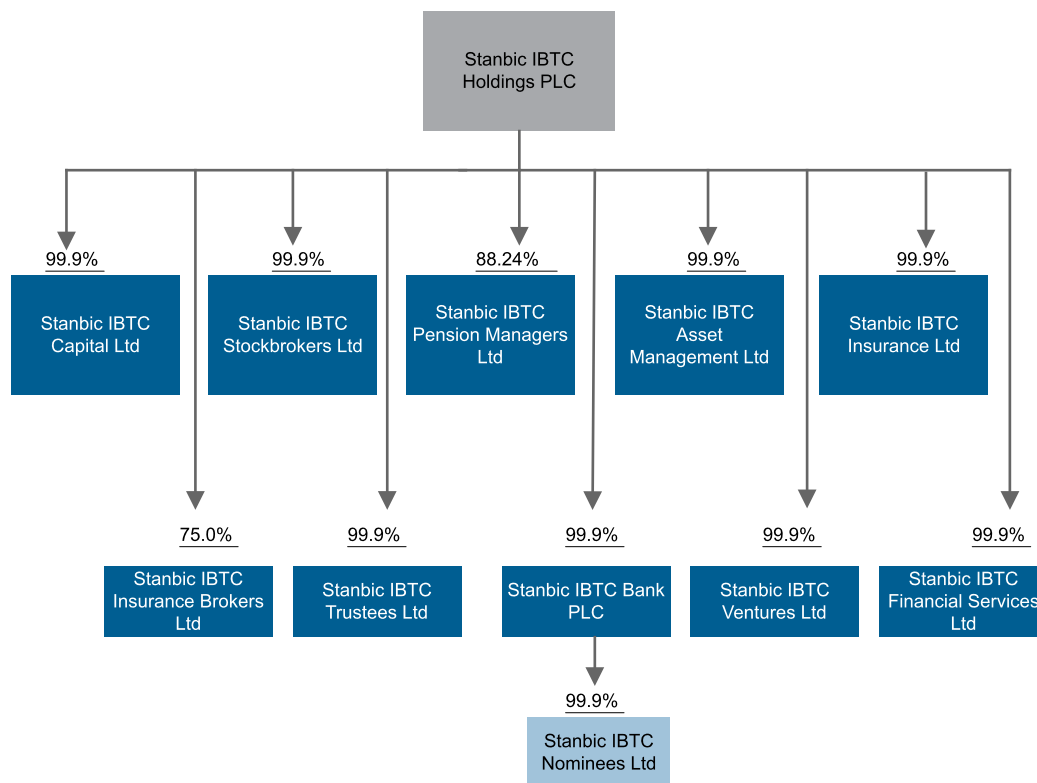 Stanbic IBTC
Holdings PLC
99.9%
99.9%
88.24%
99.9%
99.9%
Stanbic IBTC
Capital Ltd
Stanbic IBTC
Stockbrokers Ltd
Stanbic IBTC
Pension Managers
Ltd
Stanbic IBTC
Asset
Management Ltd
Stanbic IBTC
Insurance Ltd
75.0%
99.9%
99.9%
99.9%
99.9%
Stanbic IBTC
Insurance Brokers
Ltd
Stanbic IBTC
Trustees Ltd
Stanbic IBTC Bank
PLC
Stanbic IBTC
Ventures Ltd
Stanbic IBTC
Financial Services
Ltd
99.9%
Stanbic IBTC
Nominees Ltd